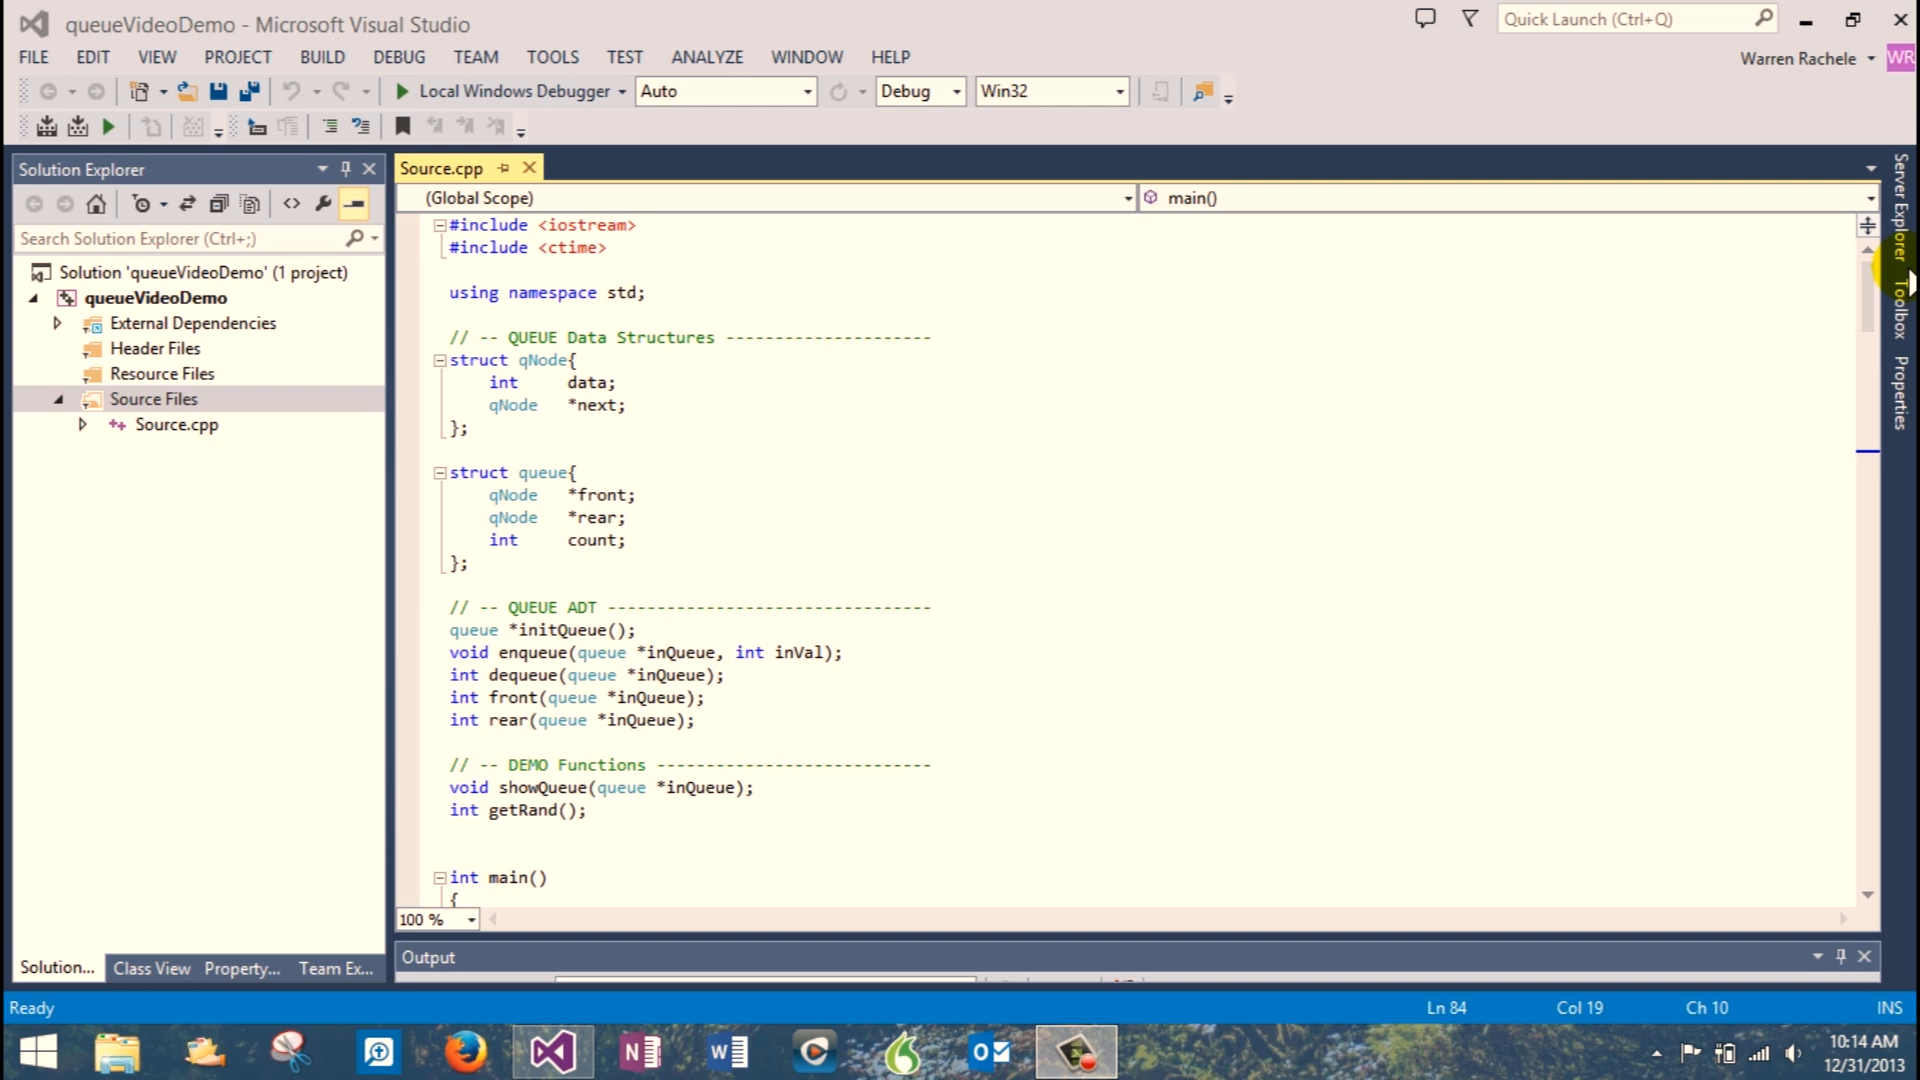 queueVideoDemo - Microsoft Visual Studio
Quick Launch (Ctrl+Q)
FILE EDIT VIEW PROJECT BUILD DEBUG TEAM TOOLS TEST ANALYZE WINDOW HELP
Warren Rachele
WR
Local Windows Debugger
Auto
Debug
Win32
Solution Explorer
Search Solution Explorer (Ctrl+;)
Solution 'queueVideoDemo' (1 project)
queueVideoDemo
External Dependencies
Header Files
Resource Files
Source Files
Source.cpp
Solution... Class View Property... Team Ex...
Source.cpp
(Global Scope)
main()
#include <iostream>
#include <ctime>
using namespace std;
// -- QUEUE Data Structures ---------------------
struct qNode{
int data;
qNode *next;
};
struct queue{
qNode *front;
qNode *rear;
int count;
};
// -- QUEUE ADT ---------------------------------
queue *initQueue();
void enqueue(queue *inQueue, int inVal);
int dequeue(queue *inQueue);
int front(queue *inQueue);
int rear(queue *inQueue);
// -- DEMO Functions ----------------------------
void showQueue(queue *inQueue);
int getRand();
int main()
{
100 %
Output
Server Explorer
Toolbox
Properties
Ready
Ln 84
Col 19
Ch 10
INS
10:14 AM
12/31/2013